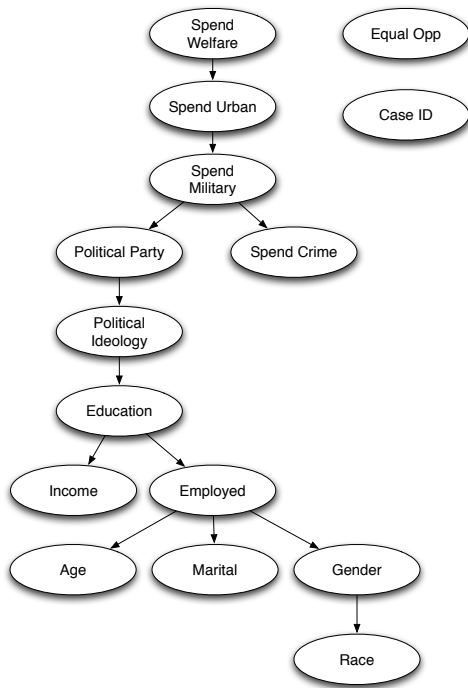 Spend
Welfare
Equal Opp
Spend Urban
Case ID
Spend
Military
Political Party
Spend Crime
Political
Ideology
Education
Income
Employed
Age
Marital
Gender
Race